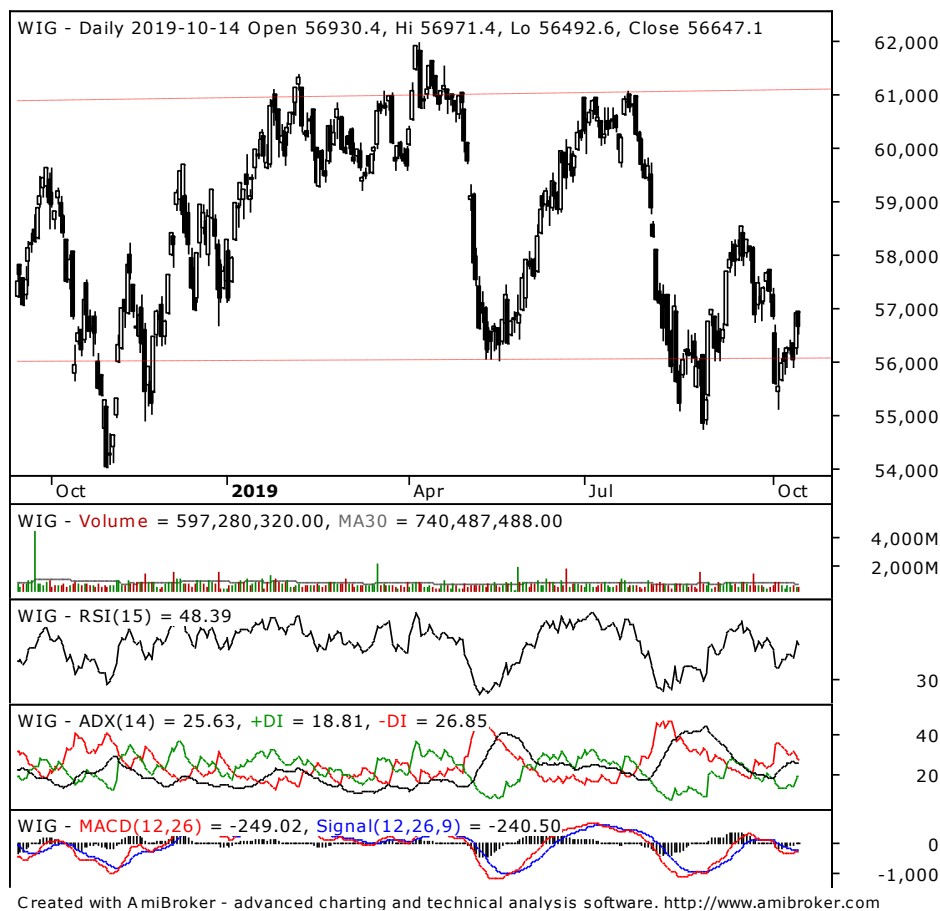 WIG - Daily 2019-10-14 Open 56930.4, Hi 56971.4, Lo 56492.6, Close 56647.1
62,000
61,000
60,000
59,000
58,000
57,000
56,000
55,000
54,000
Oct 2019 Apr Jul Oct
WIG - Volume = 597,280,320.00, MA30 = 740,487,488.00
4,000M
2,000M
WIG - RSI(15) = 48.39
30
WIG - ADX(14) = 25.63, +DI = 18.81, -DI = 26.85
40
20
WIG - MACD(12,26) = -249.02, Signal(12,26,9) = -240.50
0
-1,000
Created with AmiBroker - advanced charting and technical analysis software. http://www.amibroker.com